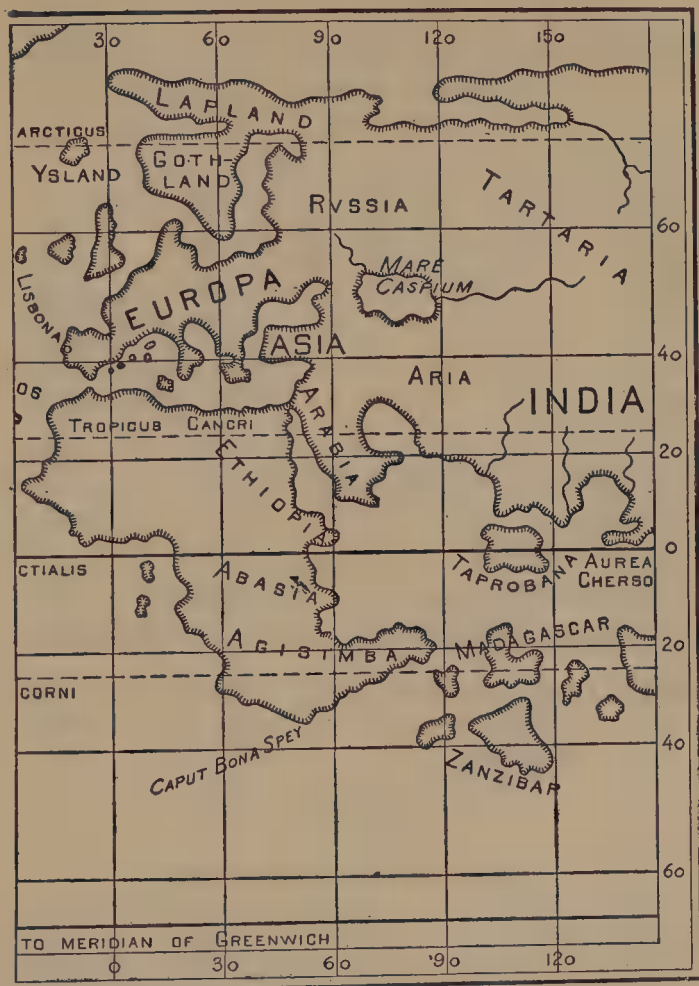 30 60 90 120 150
LAPLAND
ARCTICUS
GOTH-
LAND
YSLAND
RVSSIA
TARTARIA
60
MARE
CASPIUM
LISBONA
EUROPA
ASIA
40
ARIA
OS
ARABIA
INDIA
TROPICUS CANCRI
ETHIOPI
20
0
CTIALIS
ABASIA
TAPROBANA
AUREA
CHERSO
AGISIMBA
MADAGASCAR
20
CORNI
40
CAPUT BONA SPEY
ZANZIBAR
60
TO MERIDIAN OF GREENWICH
0 30 60 90 120